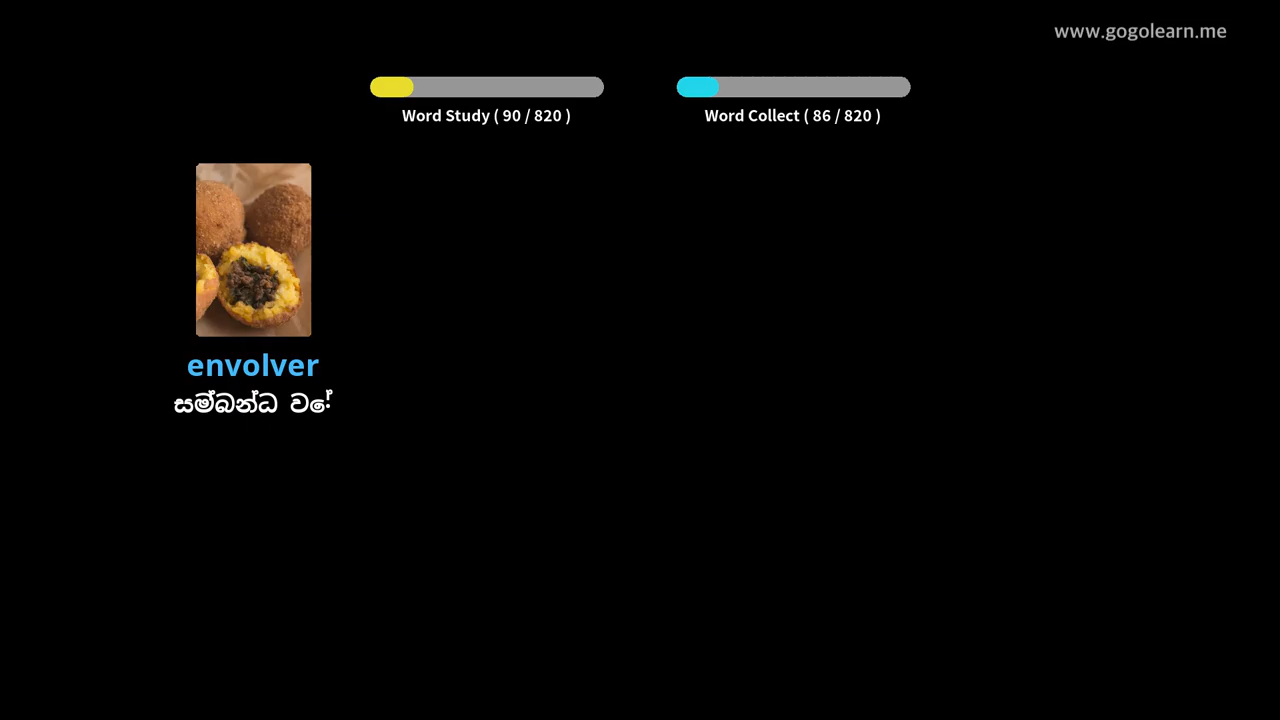 www.gogolearn.me
Word Study ( 90 / 820 )
Word Collect ( 86 / 820 )
envolver
සම්බන්ධ වේ!